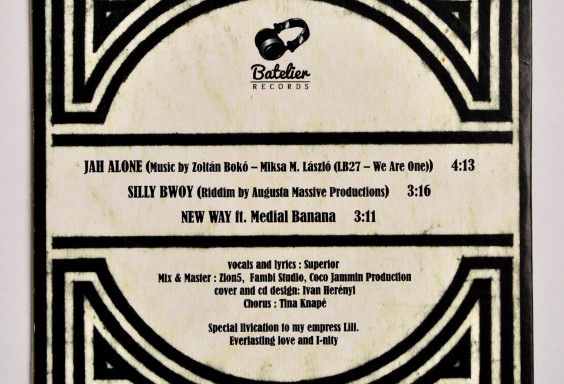 Batelier
RECORDS
JAH ALONE (Music by Zoltán Bokó – Miksa M. László (LB27 – We Are One)) 4:13
SILLY BWOY (Riddim by Augusta Massive Productions) 3:16
NEW WAY ft. Medial Banana 3:11
vocals and lyrics : Superior
Mix & Master : Zion5, Fambi Studio, Coco Jammin Production
cover and cd design: Ivan Herényi
Chorus : Tina Knapé
Special livication to my empress Lili.
Everlasting love and I-nity